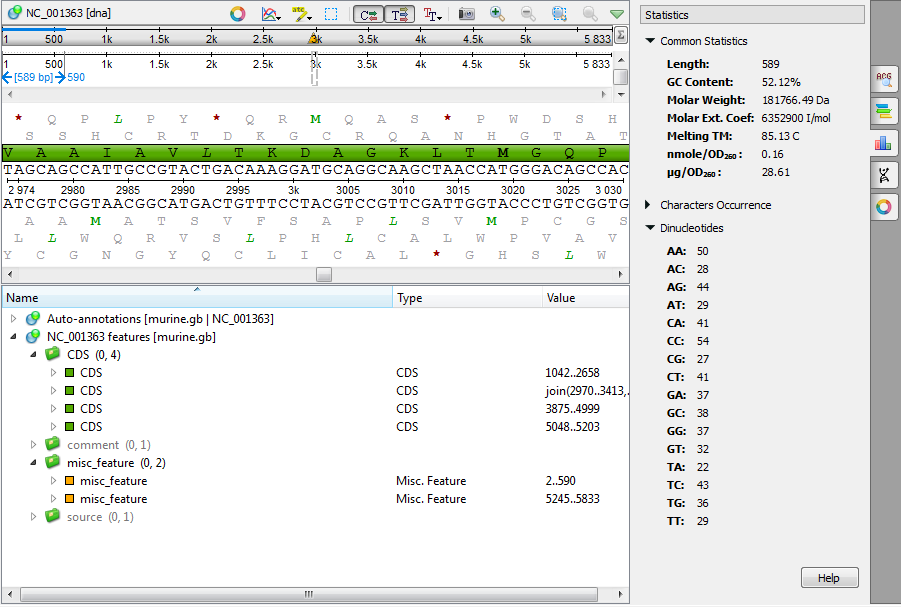 NC_001363 [dna]
1 500 1k 1.5k 2k 2.5k 3k 3.5k 4k 4.5k 5k 5 833
1 500 1k 1.5k 2k 2.5k 3k 3.5k 4k 4.5k 5k 5 833
[589 bp] 590
* Q P L P Y * Q R M Q A S * P W D S H
S S H C R T D K G C R Q A N H G T A T
V A A I A V L T K D A G K L T M G Q P
TAGCAGCCATTGCCGTACTGACAAAGGATGCAGGCAAGCTAACCATGGGACAGCCAC
2 974 2980 2985 2990 2995 3k 3005 3010 3015 3020 3025 3 030
ATCGTCGGTAACGGCATGACTGTTTCCTACGTCCGTTCGATTGGTACCCTGTCGGTG
A A M A T S V F S A P L S V M P C G S
L L W Q R V S L P H L C A L W P V A V
Y C G N G Y Q C L I C A L * G H S L W
Name Type Value
Auto-annotations [murine.gb | NC_001363]
NC_001363 features [murine.gb]
CDS (0, 4)
CDS CDS 1042..2658
CDS CDS join(2970..3413,.
CDS CDS 3875..4999
CDS CDS 5048..5203
comment (0, 1)
misc_feature (0, 2)
misc_feature Misc. Feature 2..590
misc_feature Misc. Feature 5245..5833
source (0, 1)
Statistics
Common Statistics
Length: 589
GC Content: 52.12%
Molar Weight: 181766.49 Da
Molar Ext. Coef: 6352900 I/mol
Melting TM: 85.13 C
nmole/OD₂₆₀ : 0.16
µg/OD₂₆₀ : 28.61
Characters Occurrence
Dinucleotides
AA: 50
AC: 28
AG: 44
AT: 29
CA: 41
CC: 54
CG: 27
CT: 41
GA: 37
GC: 38
GG: 37
GT: 32
TA: 22
TC: 43
TG: 36
TT: 29
Help